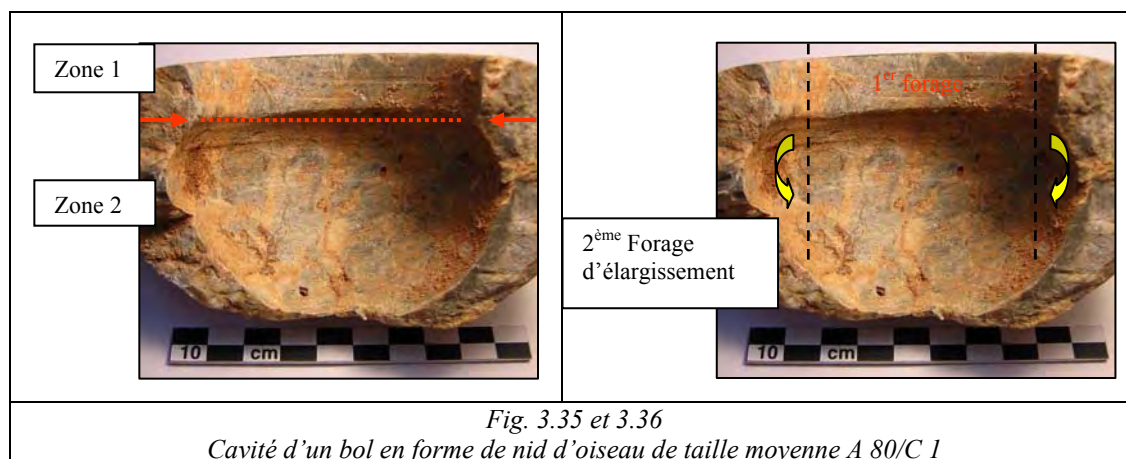 Zone 1
Zone 2
10 cm
1er forage
2ème Forage
d'élargissement
10 cm
Fig. 3.35 et 3.36
Cavité d'un bol en forme de nid d'oiseau de taille moyenne A 80/C 1